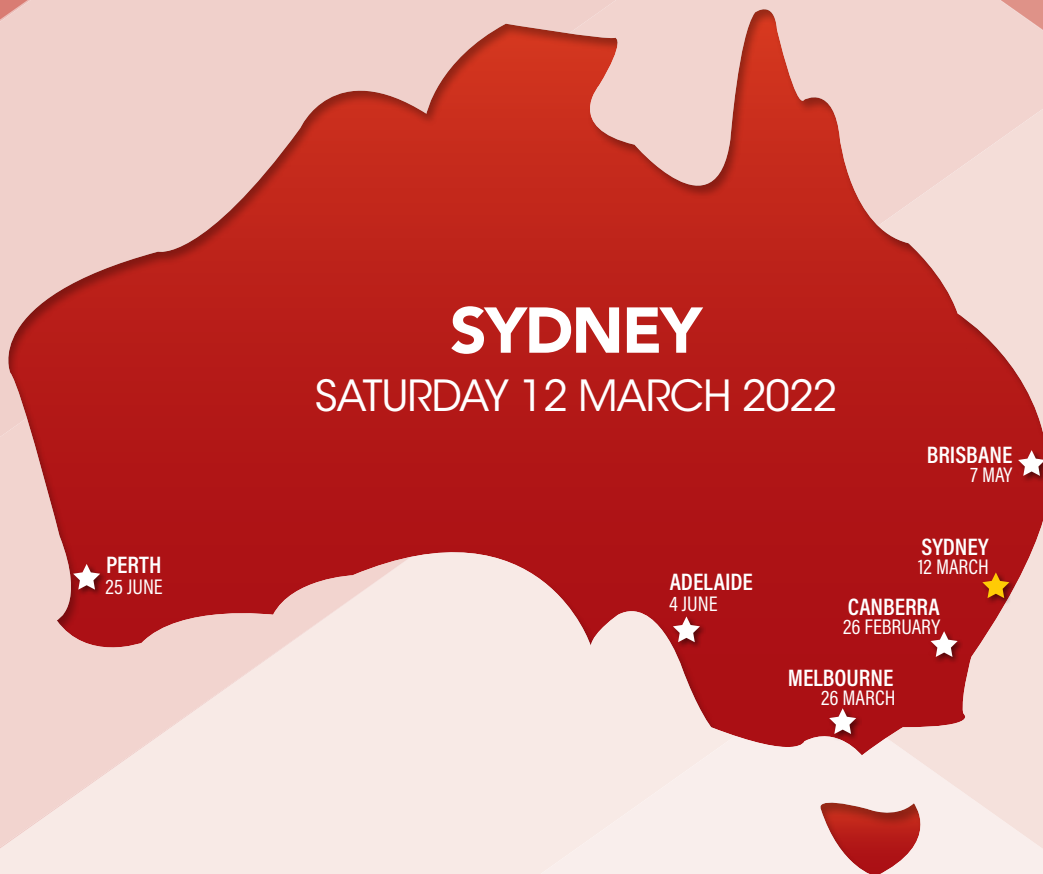 SYDNEY
SATURDAY 12 MARCH 2022
BRISBANE
7 MAY
SYDNEY
12 MARCH
PERTH
25 JUNE
ADELAIDE
4 JUNE
CANBERRA
26 FEBRUARY
MELBOURNE
26 MARCH